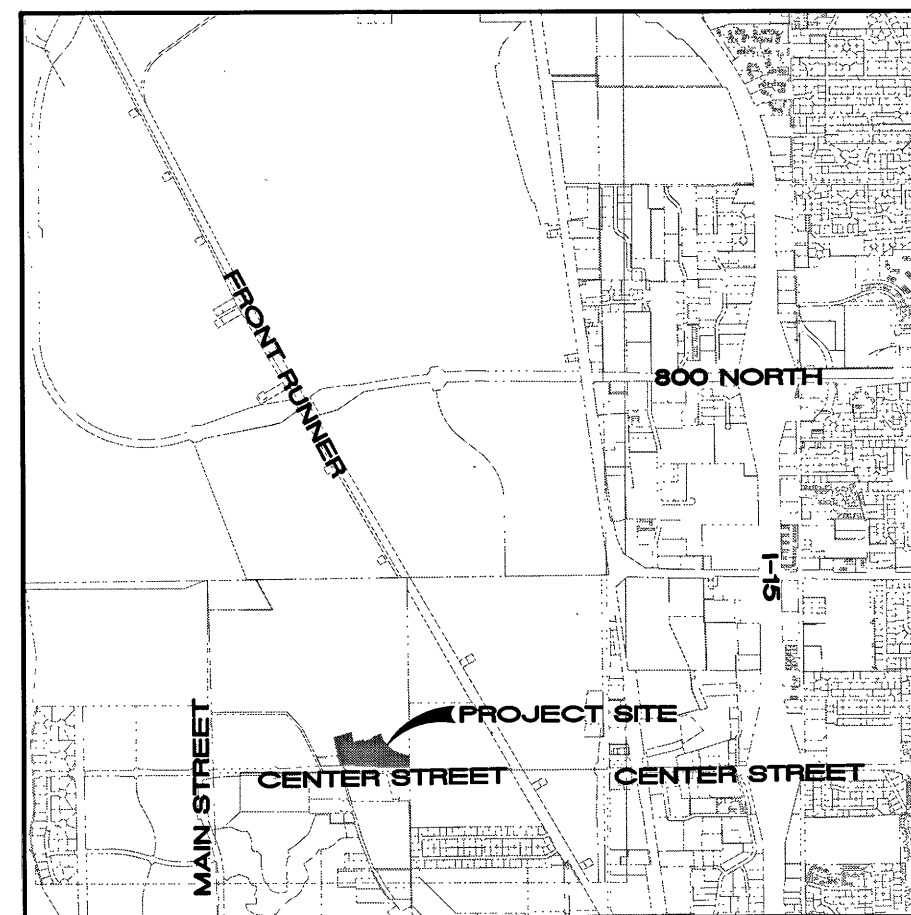 FRONT RUNNER
800 NORTH
I-15
PROJECT SITE
MAIN STREET
CENTER STREET
CENTER STREET